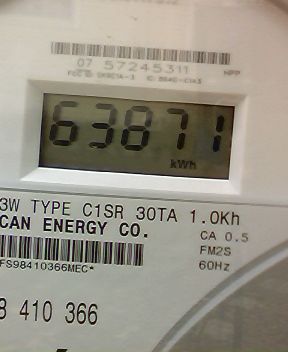 07 57245311
63871
kWh
3W TYPE C1SR 30TA 1.0Kh
CAN ENERGY CO.
CA 0.5
FM2S
FS98410366MEC*
60Hz
8 410 366